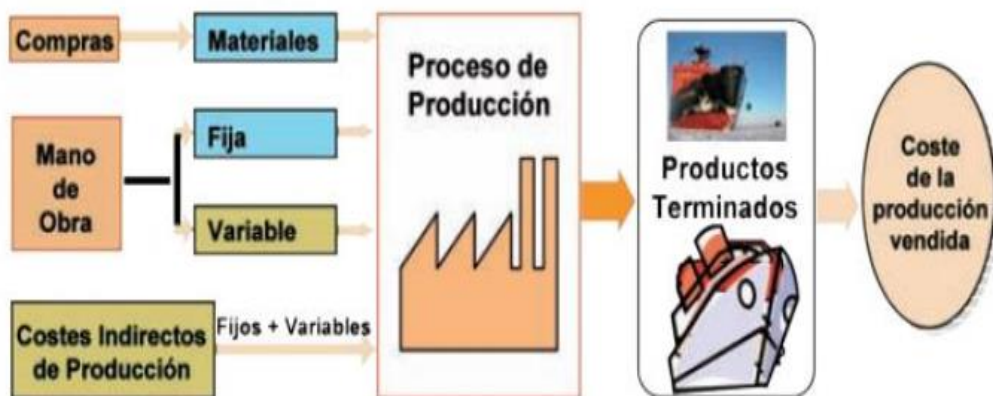 Compras
Materiales
Mano
de
Obra
Fija
Variable
Costes Indirectos
de Producción
Fijos + Variables
Proceso de
Producción
Productos
Terminados
Coste
de la
producción
vendida